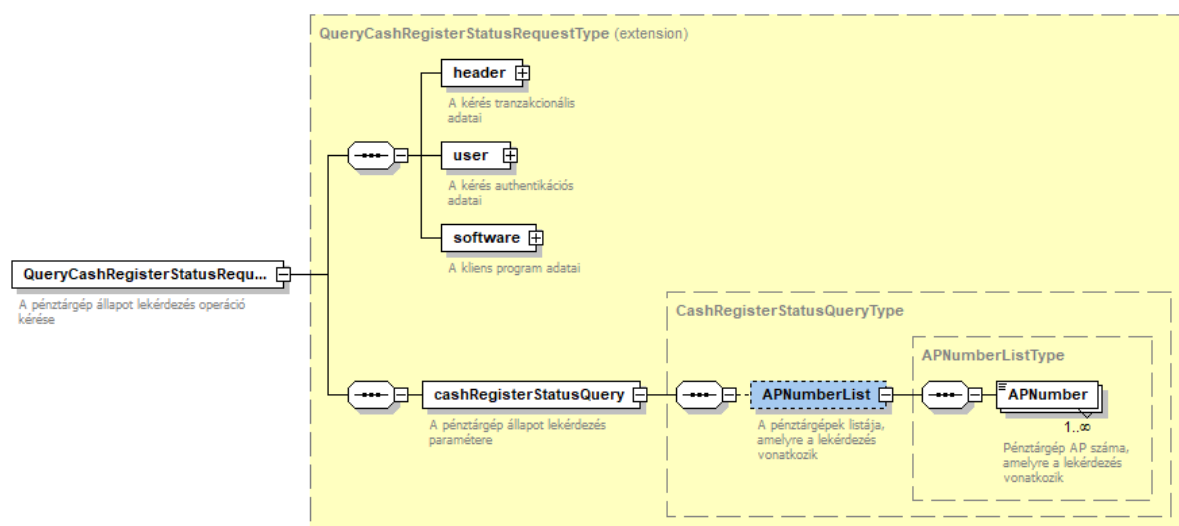 QueryCashRegisterStatusRequestType (extension)
header
A kérés tranzakcionális
adatai
user
A kérés authentikációs
adatai
software
A kliens program adatai
QueryCashRegisterStatusRequ...
A pénztárgép állapot lekérdezés operáció
kérése
CashRegisterStatusQueryType
APNumberListType
cashRegisterStatusQuery
A pénztárgép állapot lekérdezés
paramétere
APNumberList
A pénztárgépek listája,
amelyre a lekérdezés
vonatkozik
APNumber
1..∞
Pénztárgép AP száma,
amelyre a lekérdezés
vonatkozik